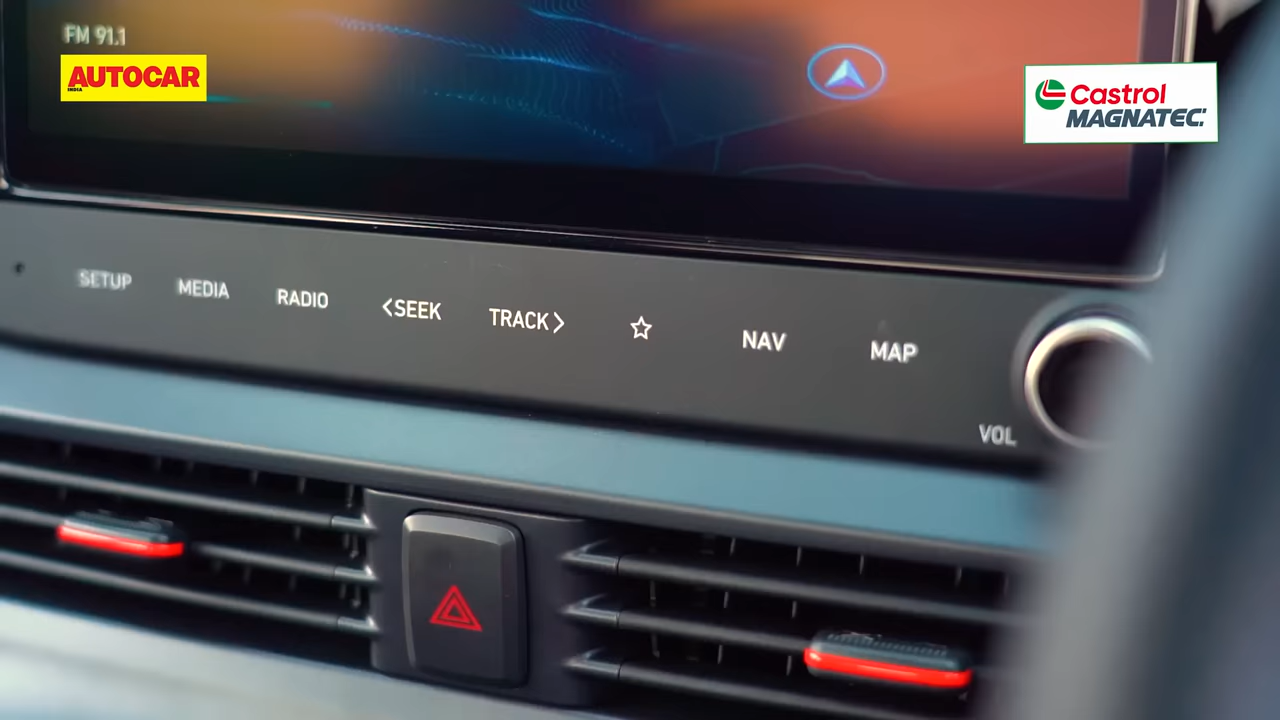 FM 91.1
AUTOCAR
INDIA
Castrol
MAGNATEC
SETUP
MEDIA
RADIO
<SEEK
TRACK>
NAV
MAP
VOL